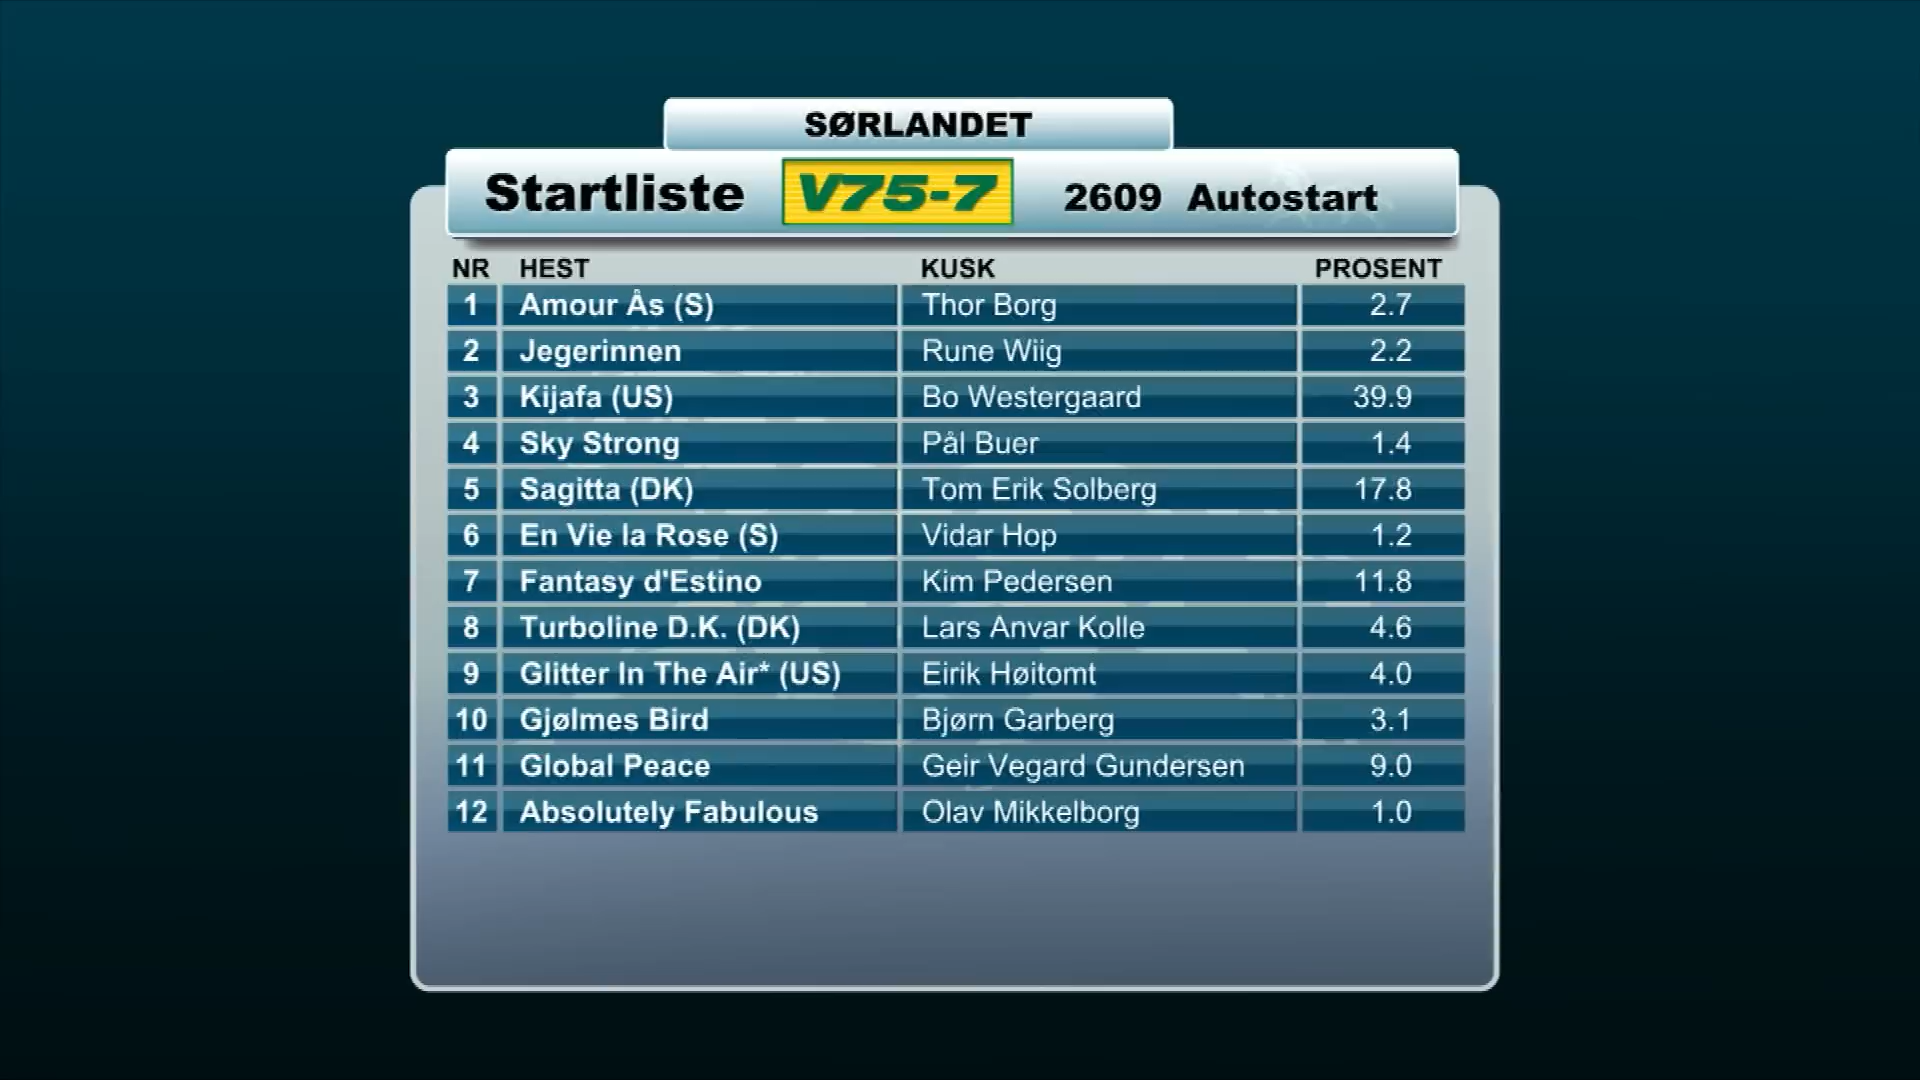 SØRLANDET
Startliste V75-7 2609 Autostart
NR HEST KUSK PROSENT
1 Amour Ås (S) Thor Borg 2.7
2 Jegerinnen Rune Wiig 2.2
3 Kijafa (US) Bo Westergaard 39.9
4 Sky Strong Pål Buer 1.4
5 Sagitta (DK) Tom Erik Solberg 17.8
6 En Vie la Rose (S) Vidar Hop 1.2
7 Fantasy d'Estino Kim Pedersen 11.8
8 Turboline D.K. (DK) Lars Anvar Kolle 4.6
9 Glitter In The Air* (US) Eirik Høitomt 4.0
10 Gjølmes Bird Bjørn Garberg 3.1
11 Global Peace Geir Vegard Gundersen 9.0
12 Absolutely Fabulous Olav Mikkelborg 1.0